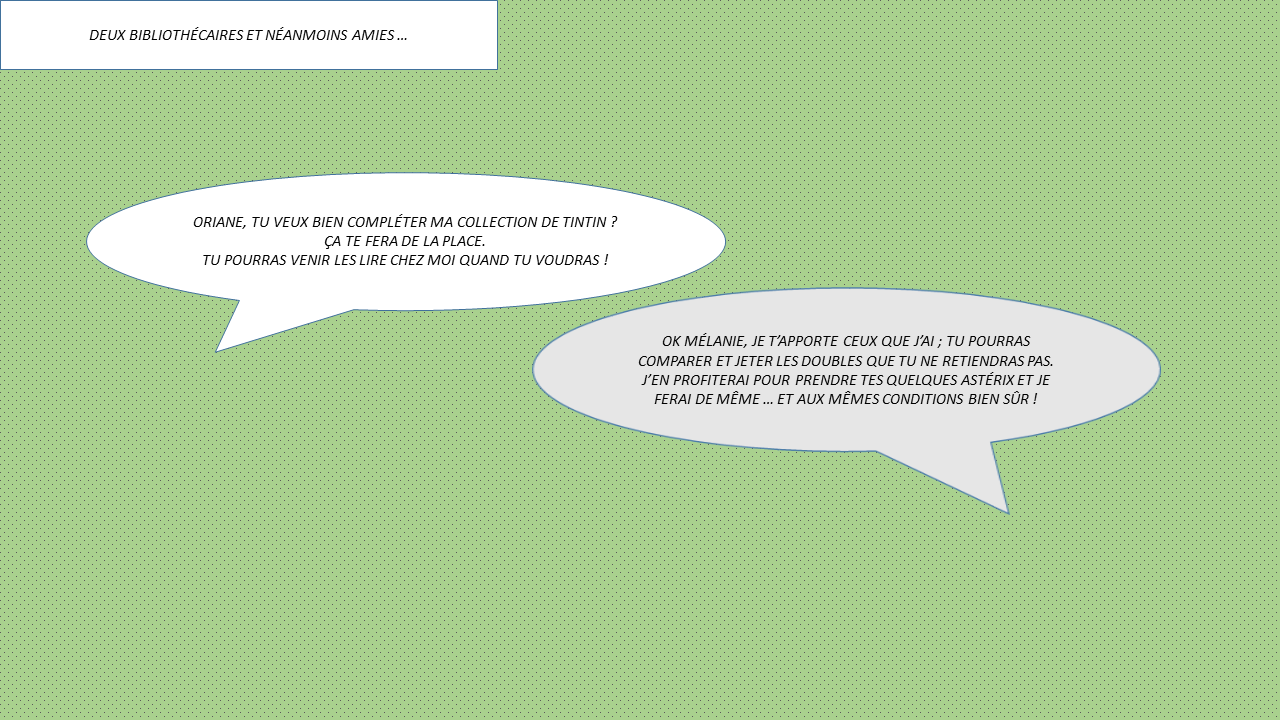 DEUX BIBLIOTHÉCAIRES ET NÉANMOINS AMIES …
ORIANE, TU VEUX BIEN COMPLÉTER MA COLLECTION DE TINTIN ?
ÇA TE FERA DE LA PLACE.
TU POURRAS VENIR LES LIRE CHEZ MOI QUAND TU VOUDRAS !
OK MÉLANIE, JE T’APPORTE CEUX QUE J’AI ; TU POURRAS
COMPARER ET JETER LES DOUBLES QUE TU NE RETIENDRAS PAS.
J’EN PROFITERAI POUR PRENDRE TES QUELQUES ASTÉRIX ET JE
FERAI DE MÊME … ET AUX MÊMES CONDITIONS BIEN SÛR !